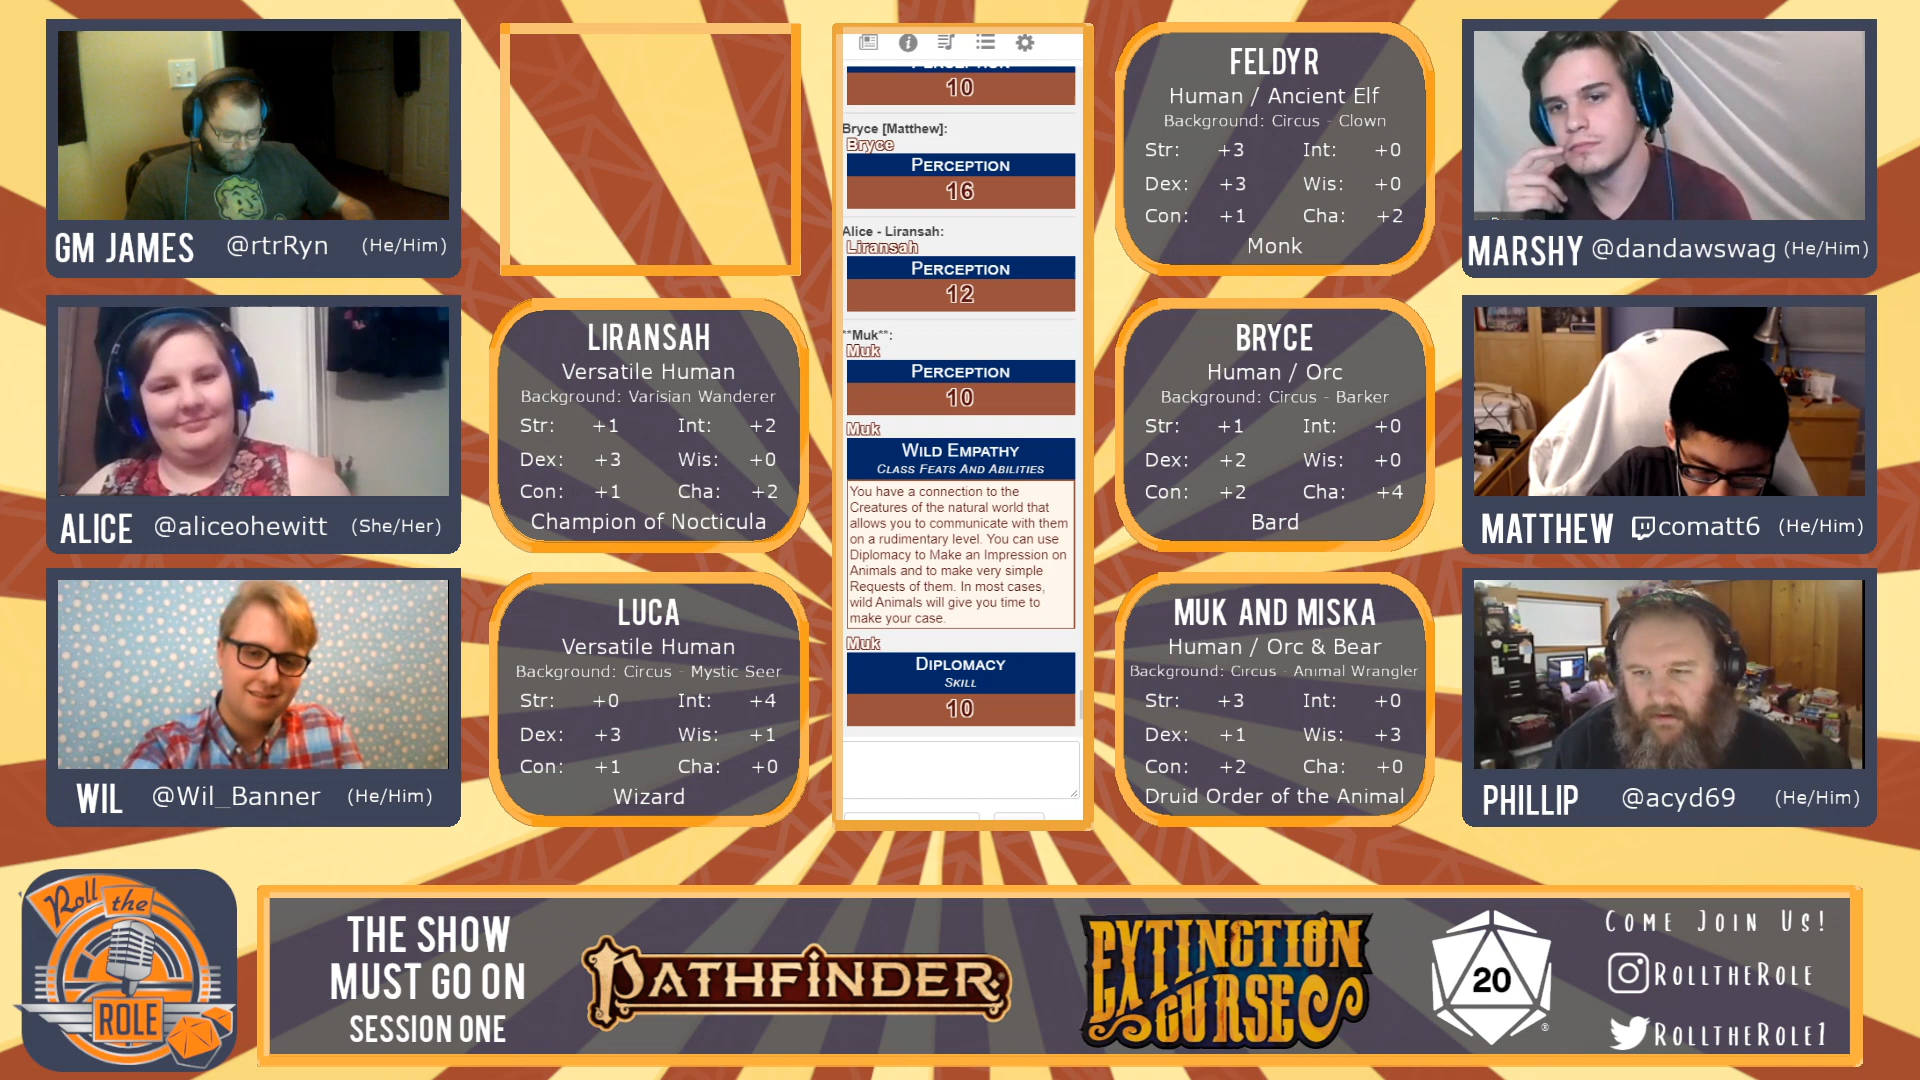 GM JAMES @rtrRyn (He/Him)
ALICE @aliceohewitt (She/Her)
WIL @Wil_Banner (He/Him)
LIRANSAH
Versatile Human
Background: Varisian Wanderer
Str: +1 Int: +2
Dex: +3 Wis: +0
Con: +1 Cha: +2
Champion of Nocticula
LUCA
Versatile Human
Background: Circus - Mystic Seer
Str: +0 Int: +4
Dex: +3 Wis: +1
Con: +1 Cha: +0
Wizard
PERCEPTION
10
Bryce [Matthew]:
Bryce
PERCEPTION
16
Alice - Liransah:
Liransah
PERCEPTION
12
**Muk**:
Muk
PERCEPTION
10
Muk
WILD EMPATHY
CLASS FEATS AND ABILITIES
You have a connection to the
Creatures of the natural world that
allows you to communicate with them
on a rudimentary level. You can use
Diplomacy to Make an Impression on
Animals and to make very simple
Requests of them. In most cases,
wild Animals will give you time to
make your case.
Muk
DIPLOMACY
SKILL
10
FELDYR
Human / Ancient Elf
Background: Circus - Clown
Str: +3 Int: +0
Dex: +3 Wis: +0
Con: +1 Cha: +2
Monk
BRYCE
Human / Orc
Background: Circus - Barker
Str: +1 Int: +0
Dex: +2 Wis: +0
Con: +2 Cha: +4
Bard
MUK AND MISKA
Human / Orc & Bear
Background: Circus - Animal Wrangler
Str: +3 Int: +0
Dex: +1 Wis: +3
Con: +2 Cha: +0
Druid Order of the Animal
MARSHY @dandawswag (He/Him)
MATTHEW comatt6 (He/Him)
PHILLIP @acyd69 (He/Him)
Roll the
ROLE
THE SHOW
MUST GO ON
SESSION ONE
PATHFINDER
EXTINCTION
CURSE
20
COME JOIN US!
ROLLTHEROLE
ROLLTHEROLE1